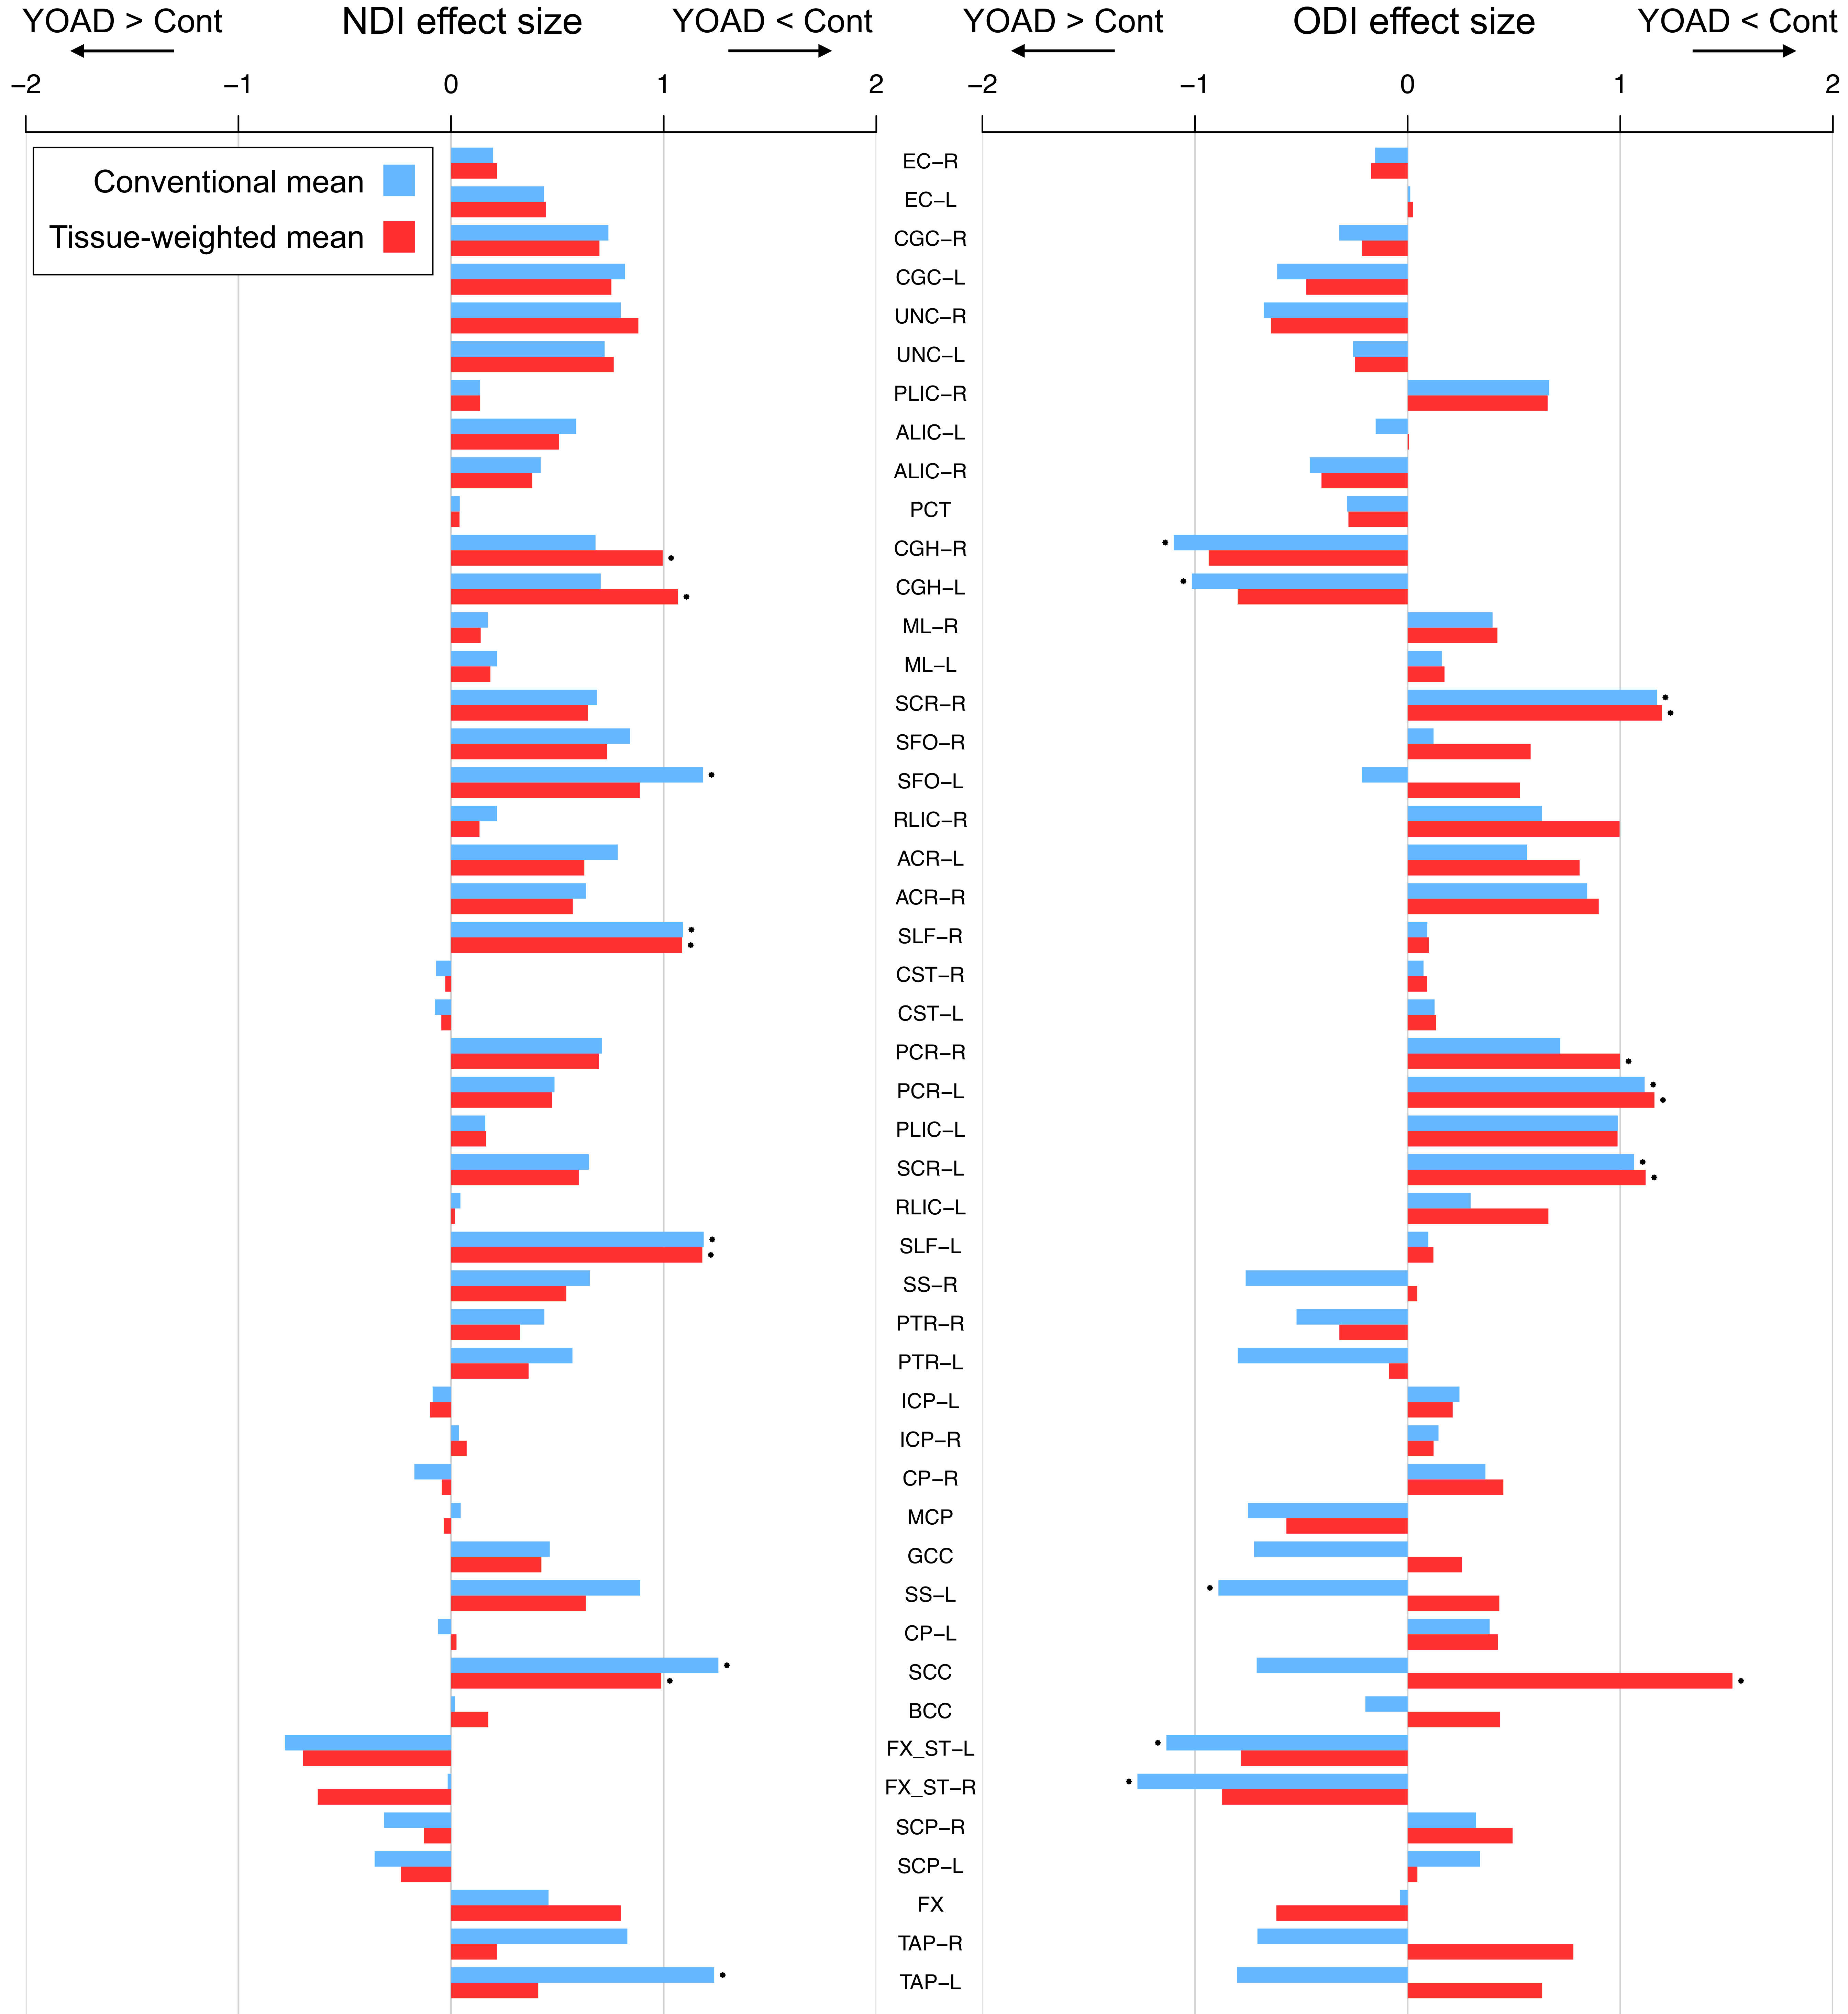 YOAD > Cont NDI effect size YOAD < Cont YOAD > Cont ODI effect size YOAD < Cont
−2 −1 0 1 2 −2 −1 0 1 2
Conventional mean
Tissue-weighted mean
EC−R
EC−L
CGC−R
CGC−L
UNC−R
UNC−L
PLIC−R
ALIC−L
ALIC−R
PCT
CGH−R
CGH−L
ML−R
ML−L
SCR−R
SFO−R
SFO−L
RLIC−R
ACR−L
ACR−R
SLF−R
CST−R
CST−L
PCR−R
PCR−L
PLIC−L
SCR−L
RLIC−L
SLF−L
SS−R
PTR−R
PTR−L
ICP−L
ICP−R
CP−R
MCP
GCC
SS−L
CP−L
SCC
BCC
FX_ST−L
FX_ST−R
SCP−R
SCP−L
FX
TAP−R
TAP−L